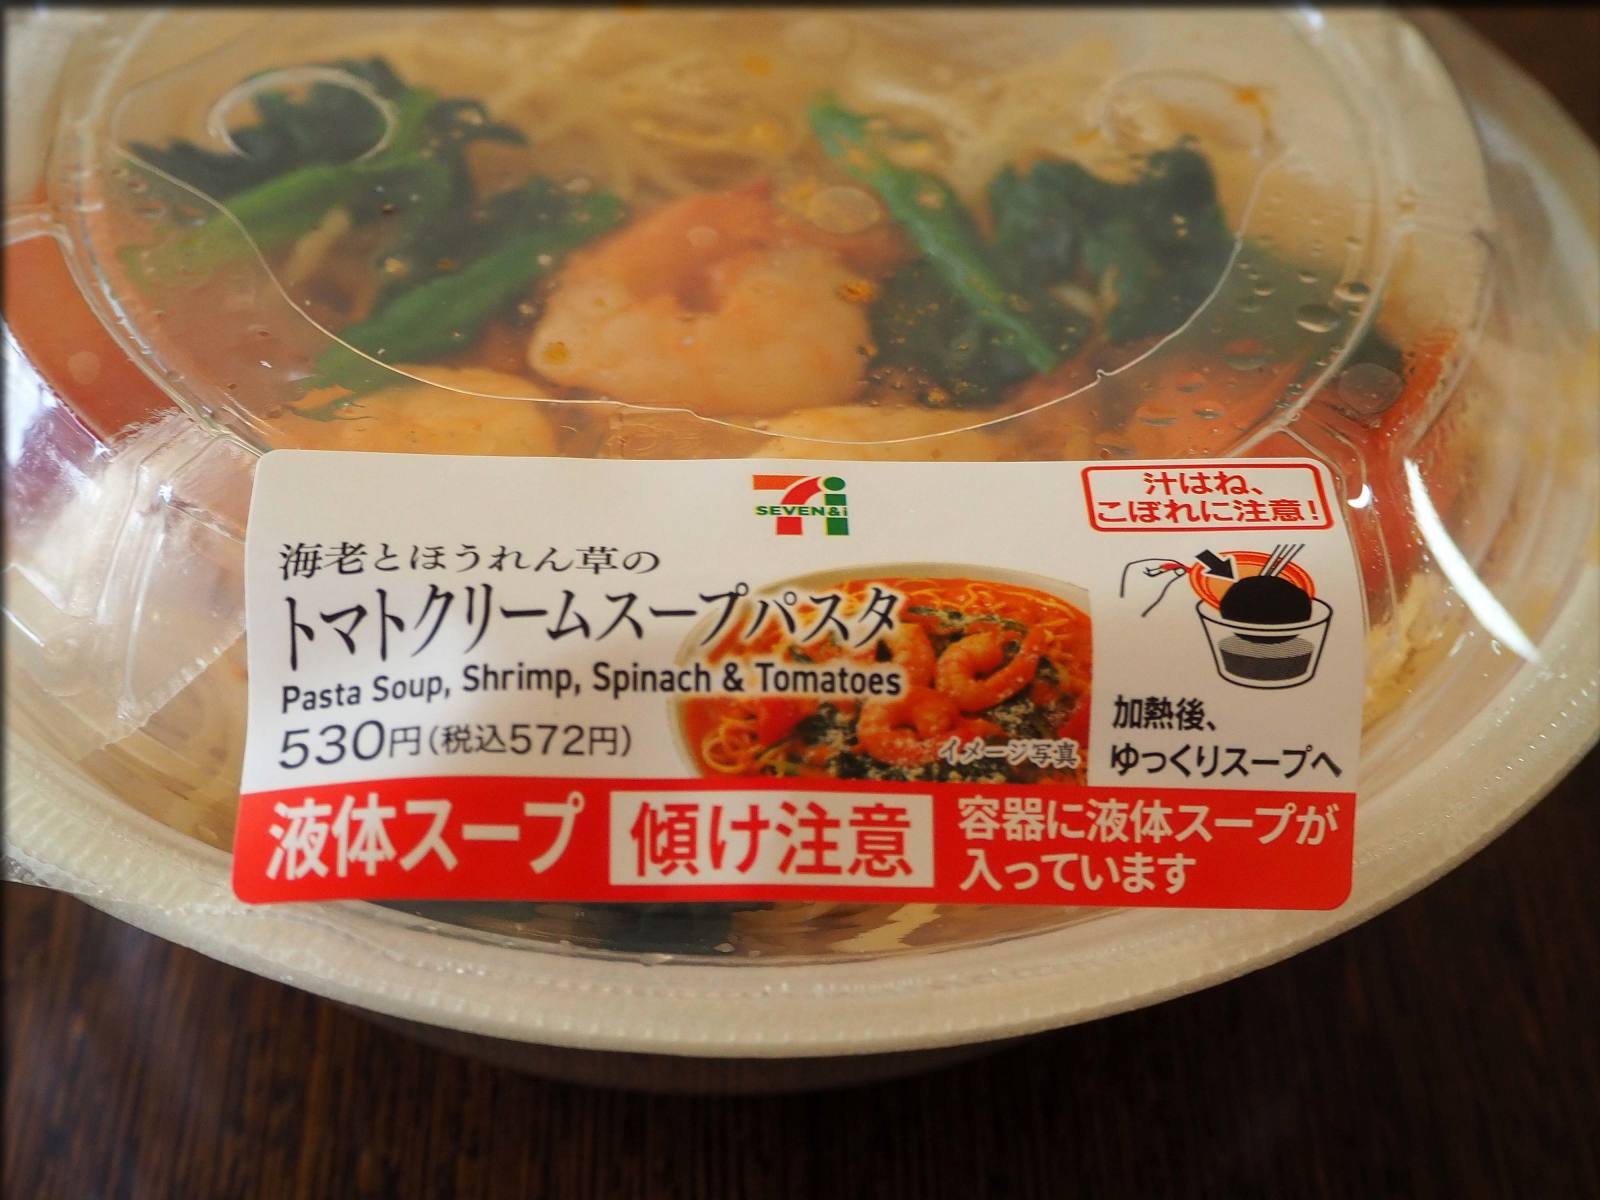 SEVEN&i
汁はね、
こぼれに注意!
海老とほうれん草の
トマトクリームスープパスタ
Pasta Soup, Shrimp, Spinach & Tomatoes
530円(税込572円)
イメージ写真
加熱後、
ゆっくりスープへ
液体スープ
傾け注意
容器に液体スープが
入っています